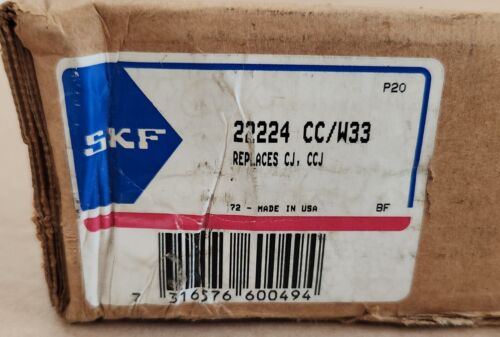 P20
SKF
22224 CC/W33
REPLACES CJ, CCJ
72 - MADE IN USA
BF
7 316576 600494